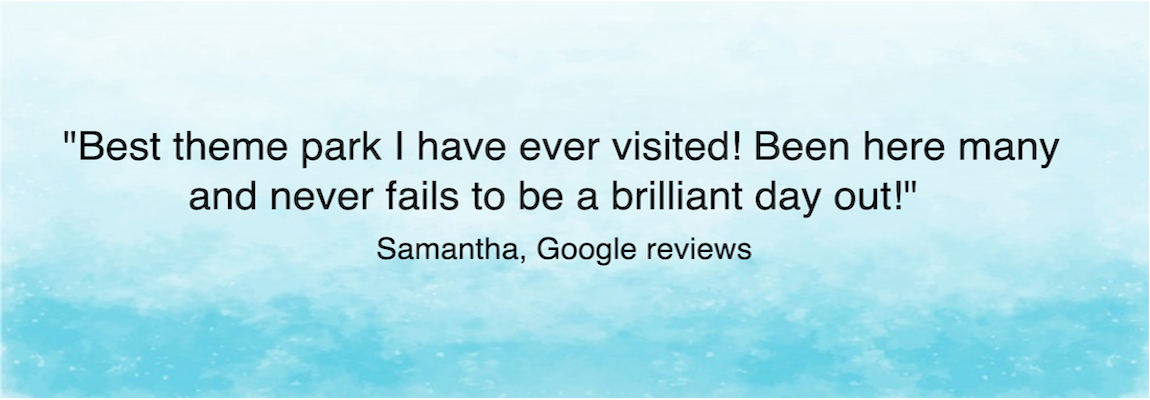 "Best theme park I have ever visited! Been here many
and never fails to be a brilliant day out!"
Samantha, Google reviews